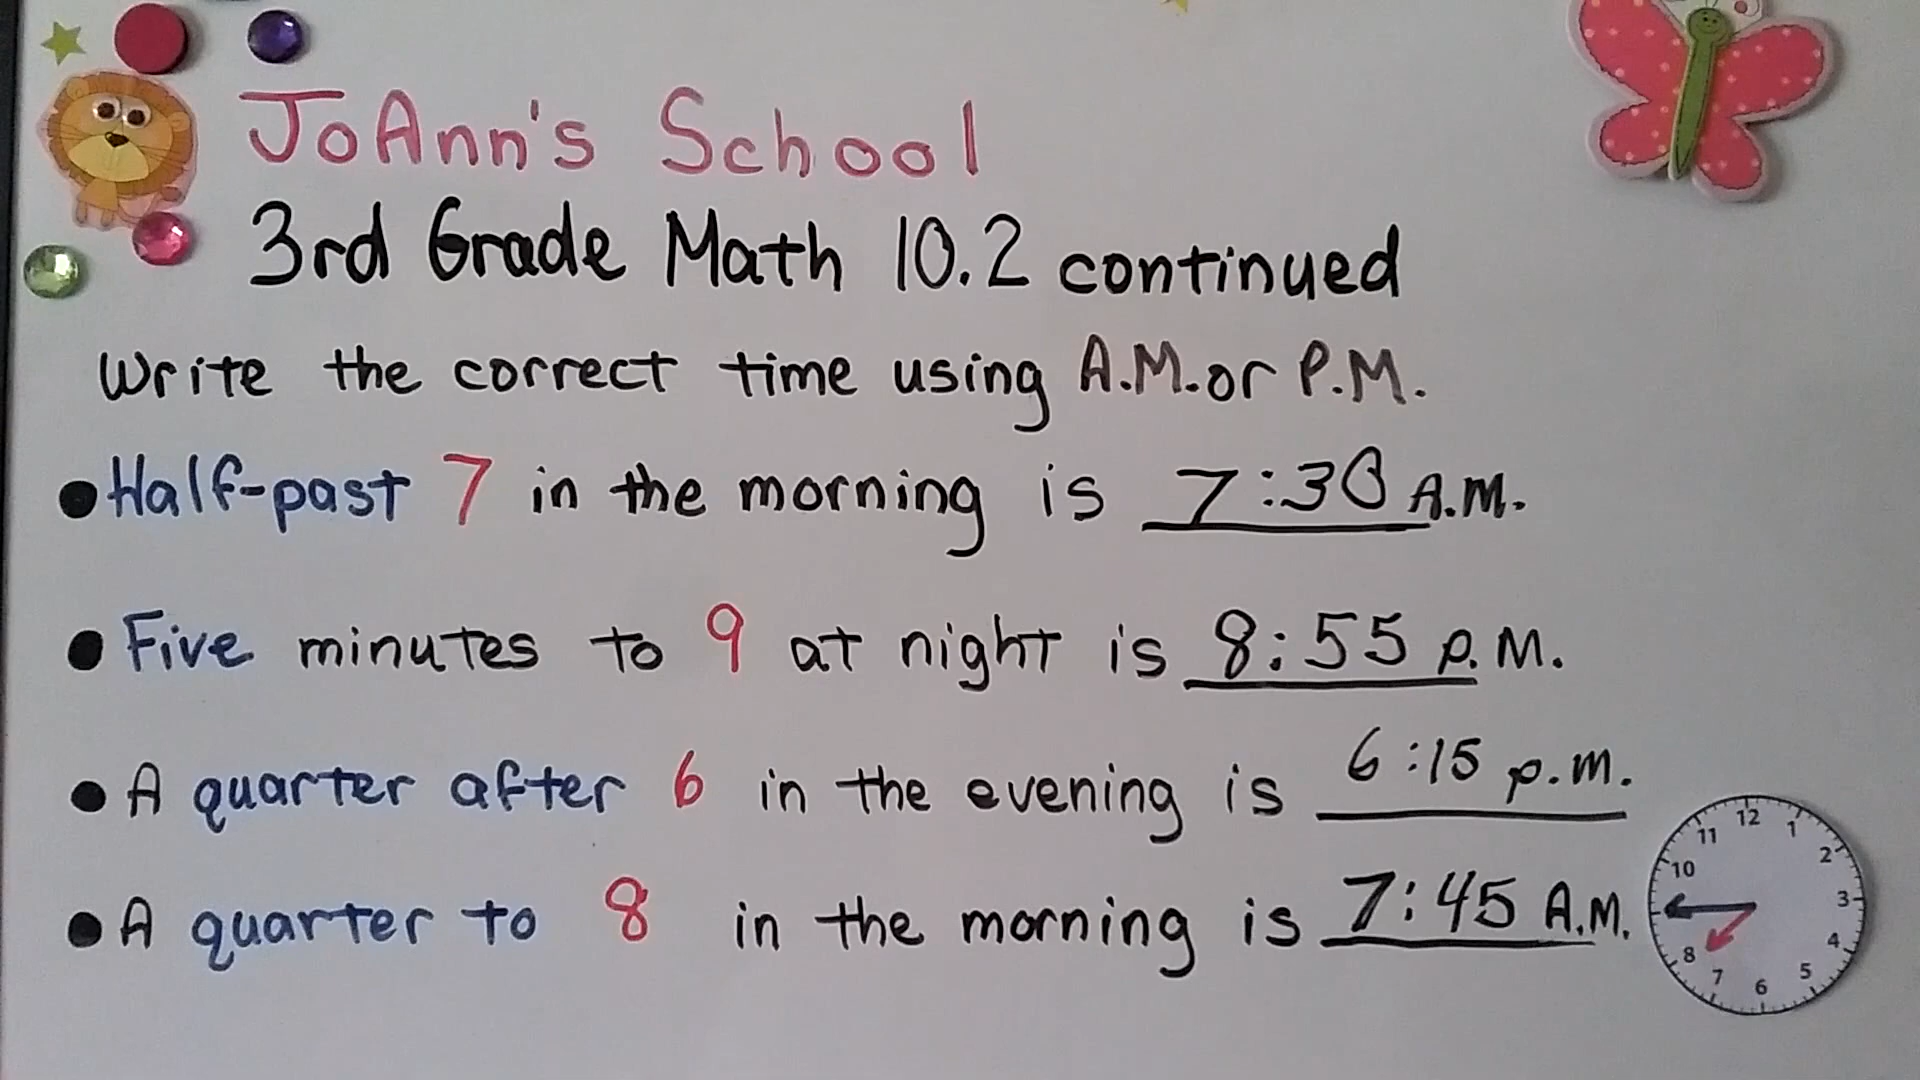 JoAnn's School
3rd Grade Math 10.2 continued
Write the correct time using A.M. or P.M.
Half-past 7 in the morning is 7:30 A.M.
Five minutes to 9 at night is 8:55 P.M.
A quarter after 6 in the evening is 6:15 p.m.
A quarter to 8 in the morning is 7:45 A.M.
12
11 1
10 2
3
8 4
7 5
6